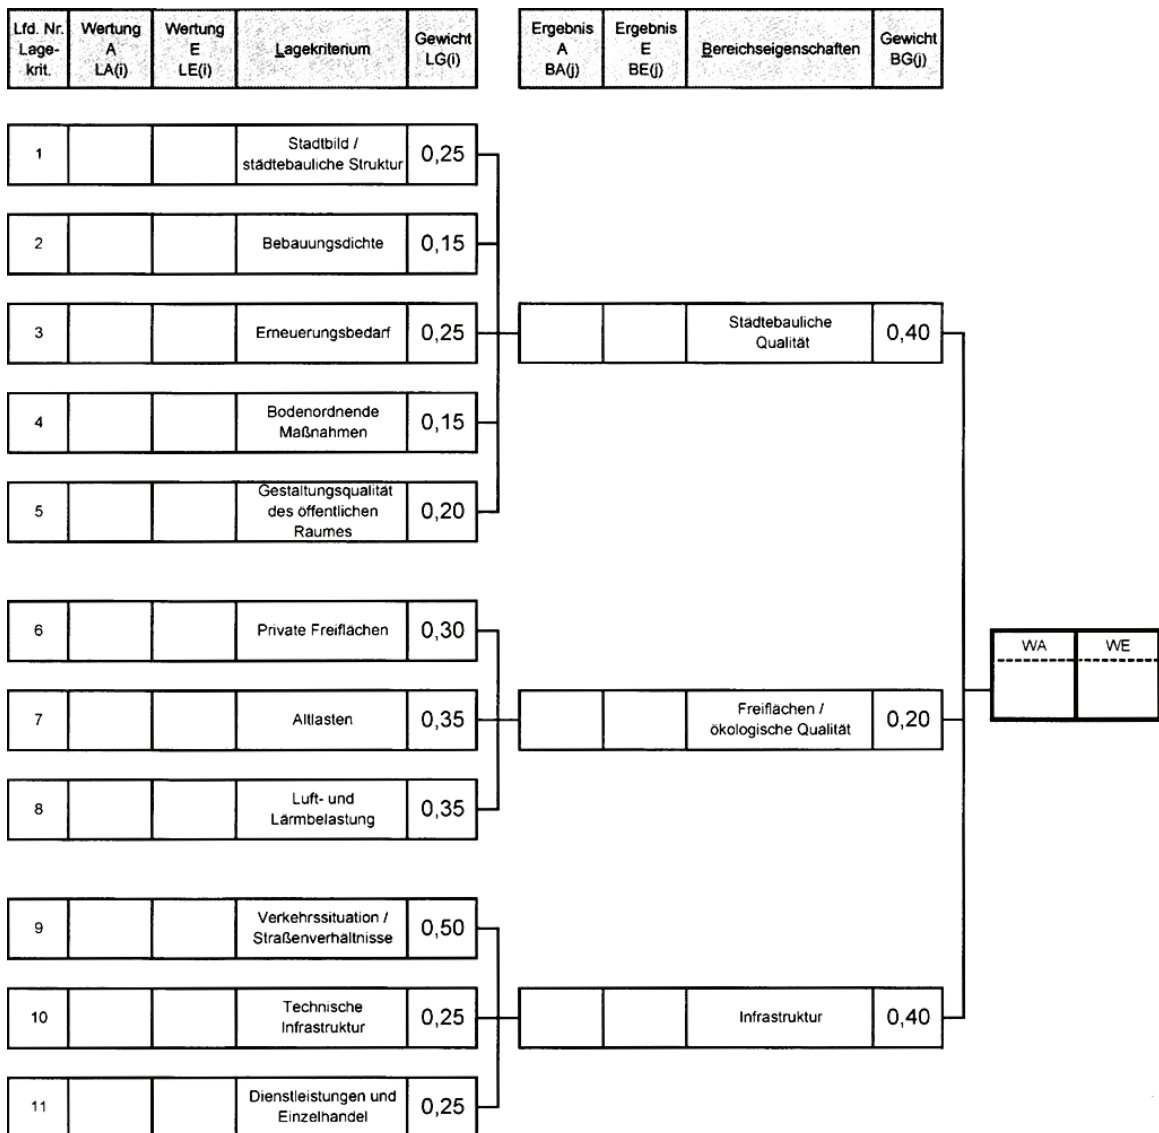 Lfd. Nr.
Lage-
krit.
Wertung
A
LA(i)
Wertung
E
LE(i)
Lagekriterium
Gewicht
LG(i)
Ergebnis
A
BA(j)
Ergebnis
E
BE(j)
Bereichseigenschaften
Gewicht
BG(j)
1
Stadtbild /
städtebauliche Struktur
0,25
2
Bebauungsdichte
0,15
3
Erneuerungsbedarf
0,25
Städtebauliche
Qualität
0,40
4
Bodenordnende
Maßnahmen
0,15
5
Gestaltungsqualität
des öffentlichen
Raumes
0,20
6
Private Freiflächen
0,30
WA
WE
7
Altlasten
0,35
Freiflächen /
ökologische Qualität
0,20
8
Luft- und
Lärmbelastung
0,35
9
Verkehrssituation /
Straßenverhältnisse
0,50
10
Technische
Infrastruktur
0,25
Infrastruktur
0,40
11
Dienstleistungen und
Einzelhandel
0,25